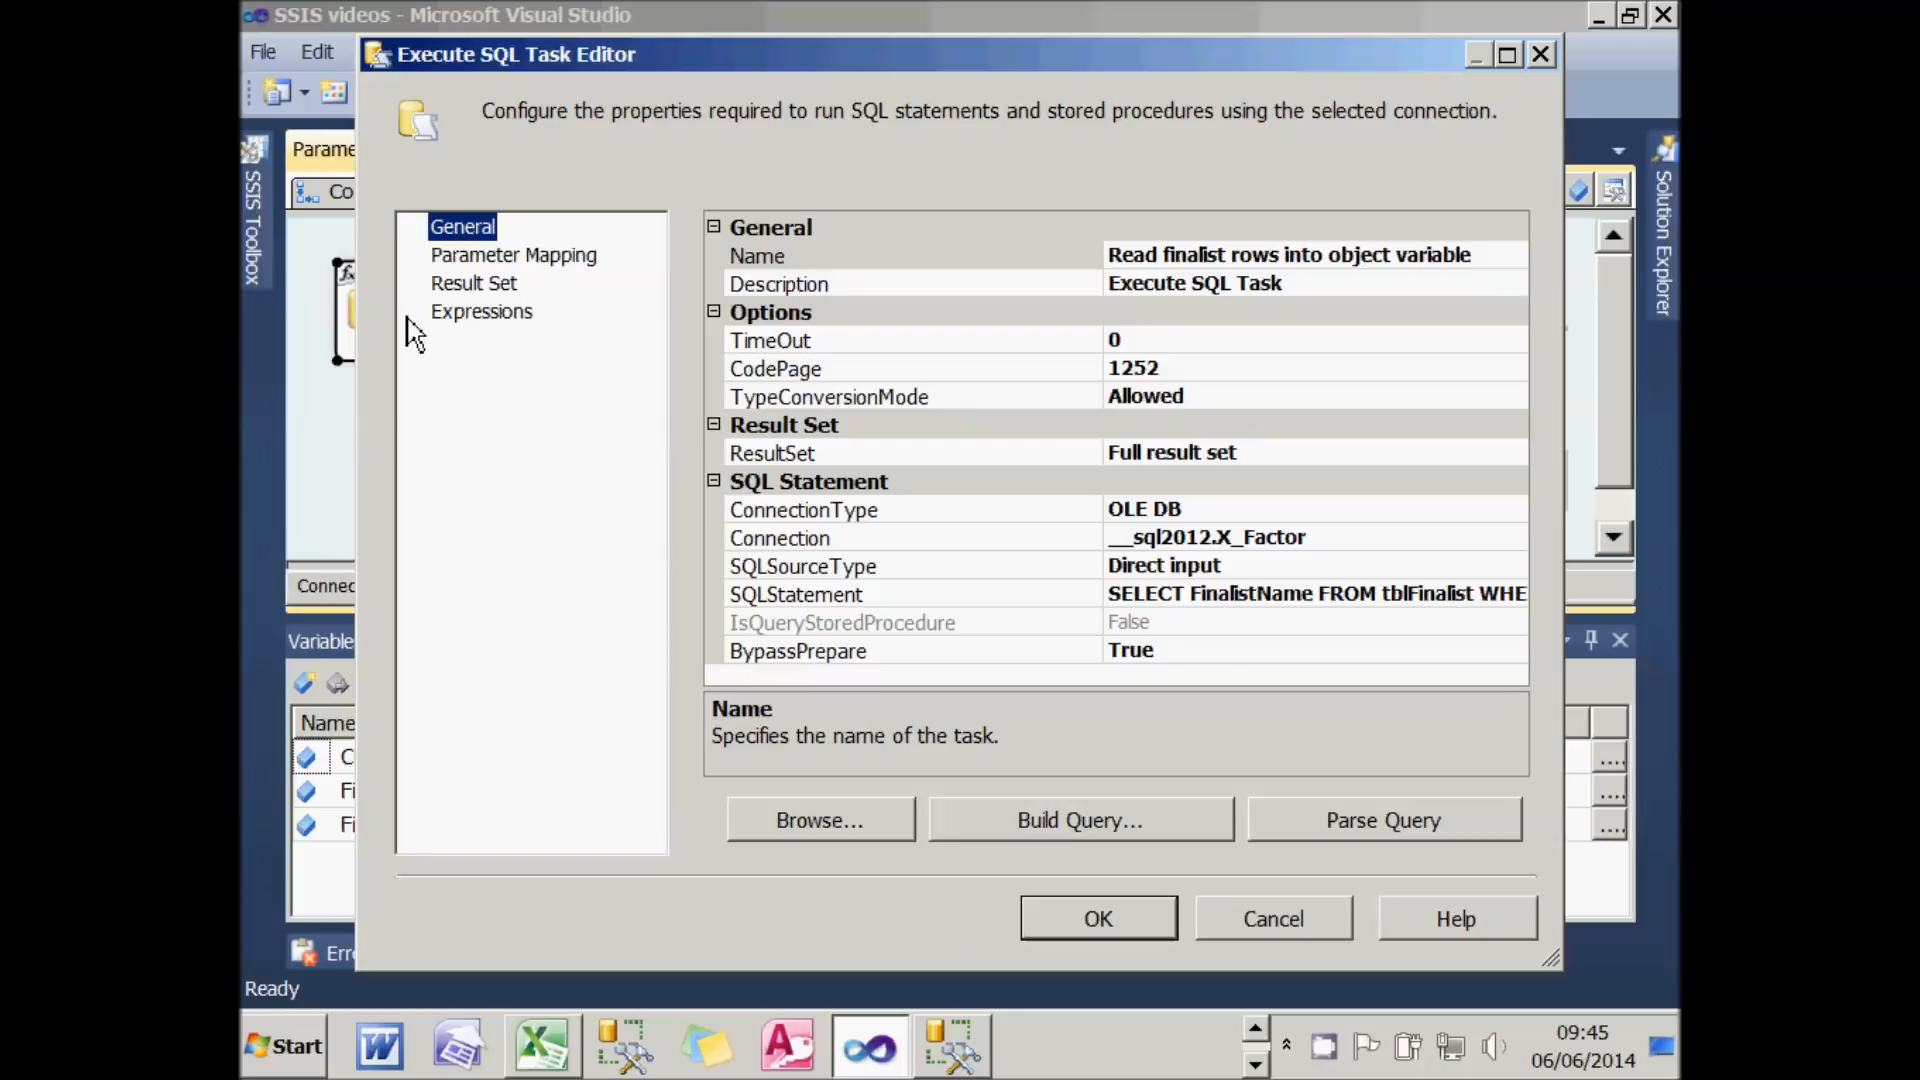 SSIS videos - Microsoft Visual Studio
File Edit
Execute SQL Task Editor
Configure the properties required to run SQL statements and stored procedures using the selected connection.
SSIS Toolbox
Solution Explorer
Parame
Co
General
Parameter Mapping
Result Set
Expressions
General
Name Read finalist rows into object variable
Description Execute SQL Task
Options
TimeOut 0
CodePage 1252
TypeConversionMode Allowed
Result Set
ResultSet Full result set
SQL Statement
ConnectionType OLE DB
Connection __sql2012.X_Factor
SQLSourceType Direct input
SQLStatement SELECT FinalistName FROM tblFinalist WHE
IsQueryStoredProcedure False
BypassPrepare True
Name
Specifies the name of the task.
Browse... Build Query... Parse Query
OK Cancel Help
Connec
Variable
Name
C
Fi
Fi
Erro
Ready
Start
09:45
06/06/2014